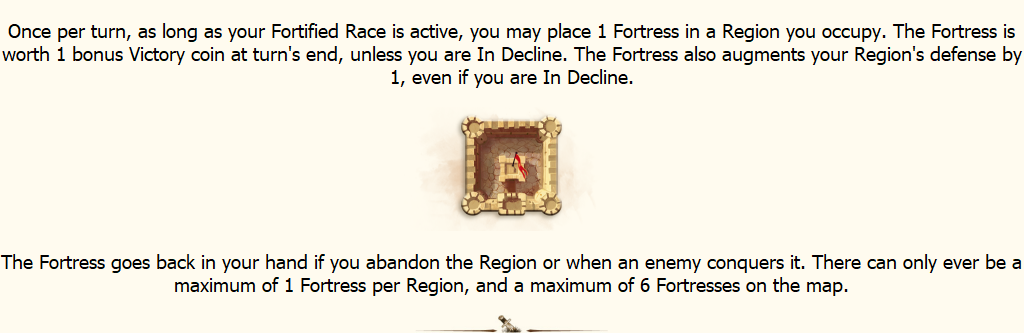 Once per turn, as long as your Fortified Race is active, you may place 1 Fortress in a Region you occupy. The Fortress is
worth 1 bonus Victory coin at turn's end, unless you are In Decline. The Fortress also augments your Region's defense by
1, even if you are In Decline.
The Fortress goes back in your hand if you abandon the Region or when an enemy conquers it. There can only ever be a
maximum of 1 Fortress per Region, and a maximum of 6 Fortresses on the map.